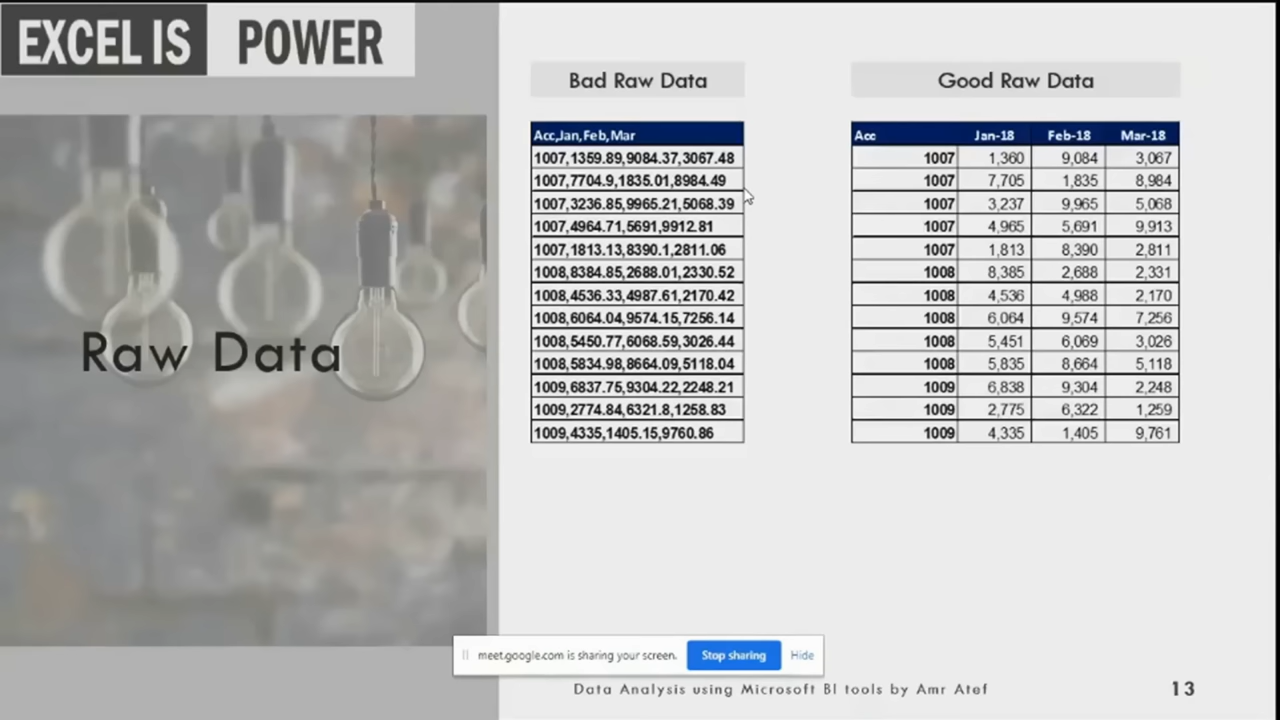 EXCEL IS POWER
Raw Data
Bad Raw Data
Acc,Jan,Feb,Mar
1007,1359.89,9084.37,3067.48
1007,7704.9,1835.01,8984.49
1007,3236.85,9965.21,5068.39
1007,4964.71,5691,9912.81
1007,1813.13,8390.1,2811.06
1008,8384.85,2688.01,2330.52
1008,4536.33,4987.61,2170.42
1008,6064.04,9574.15,7256.14
1008,5450.77,6068.59,3026.44
1008,5834.98,8664.09,5118.04
1009,6837.75,9304.22,2248.21
1009,2774.84,6321.8,1258.83
1009,4335,1405.15,9760.86
Good Raw Data
Acc Jan-18 Feb-18 Mar-18
1007 1,360 9,084 3,067
1007 7,705 1,835 8,984
1007 3,237 9,965 5,068
1007 4,965 5,691 9,913
1007 1,813 8,390 2,811
1008 8,385 2,688 2,331
1008 4,536 4,988 2,170
1008 6,064 9,574 7,256
1008 5,451 6,069 3,026
1008 5,835 8,664 5,118
1009 6,838 9,304 2,248
1009 2,775 6,322 1,259
1009 4,335 1,405 9,761
meet.google.com is sharing your screen. Stop sharing Hide
Data Analysis using Microsoft BI tools by Amr Atef 13